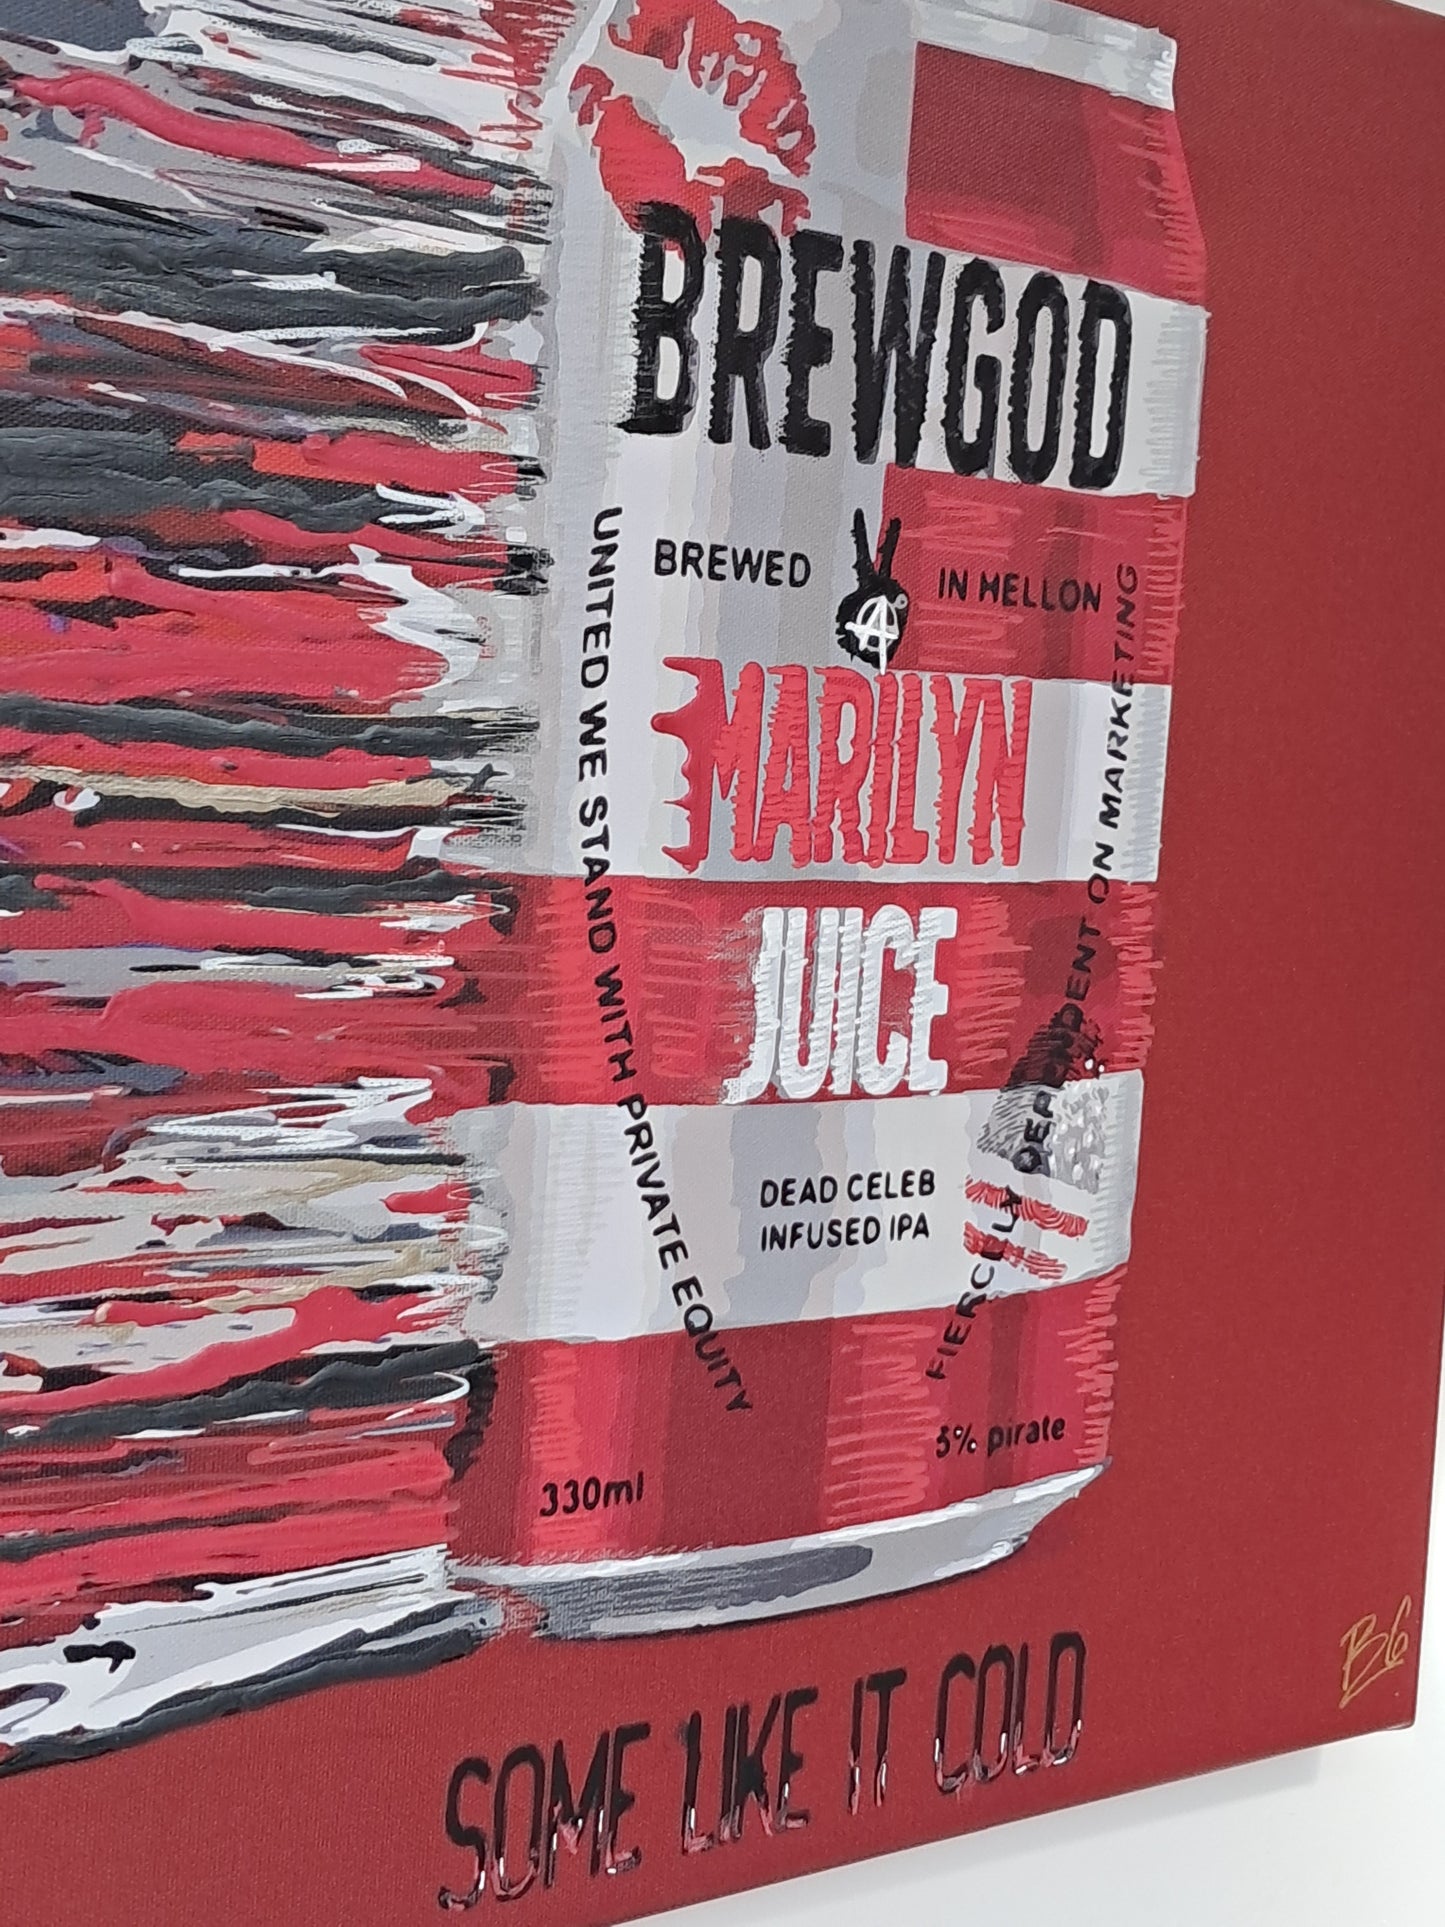 BREWGOD
BREWED
IN HELLON
A
MARILYN
JUICE
DEAD CELEB
INFUSED IPA
UNITED WE STAND WITH PRIVATE EQUITY
FIERCELY DEPENDENT ON MARKETING
330ml
5% pirate
SOME LIKE IT COLD
BG